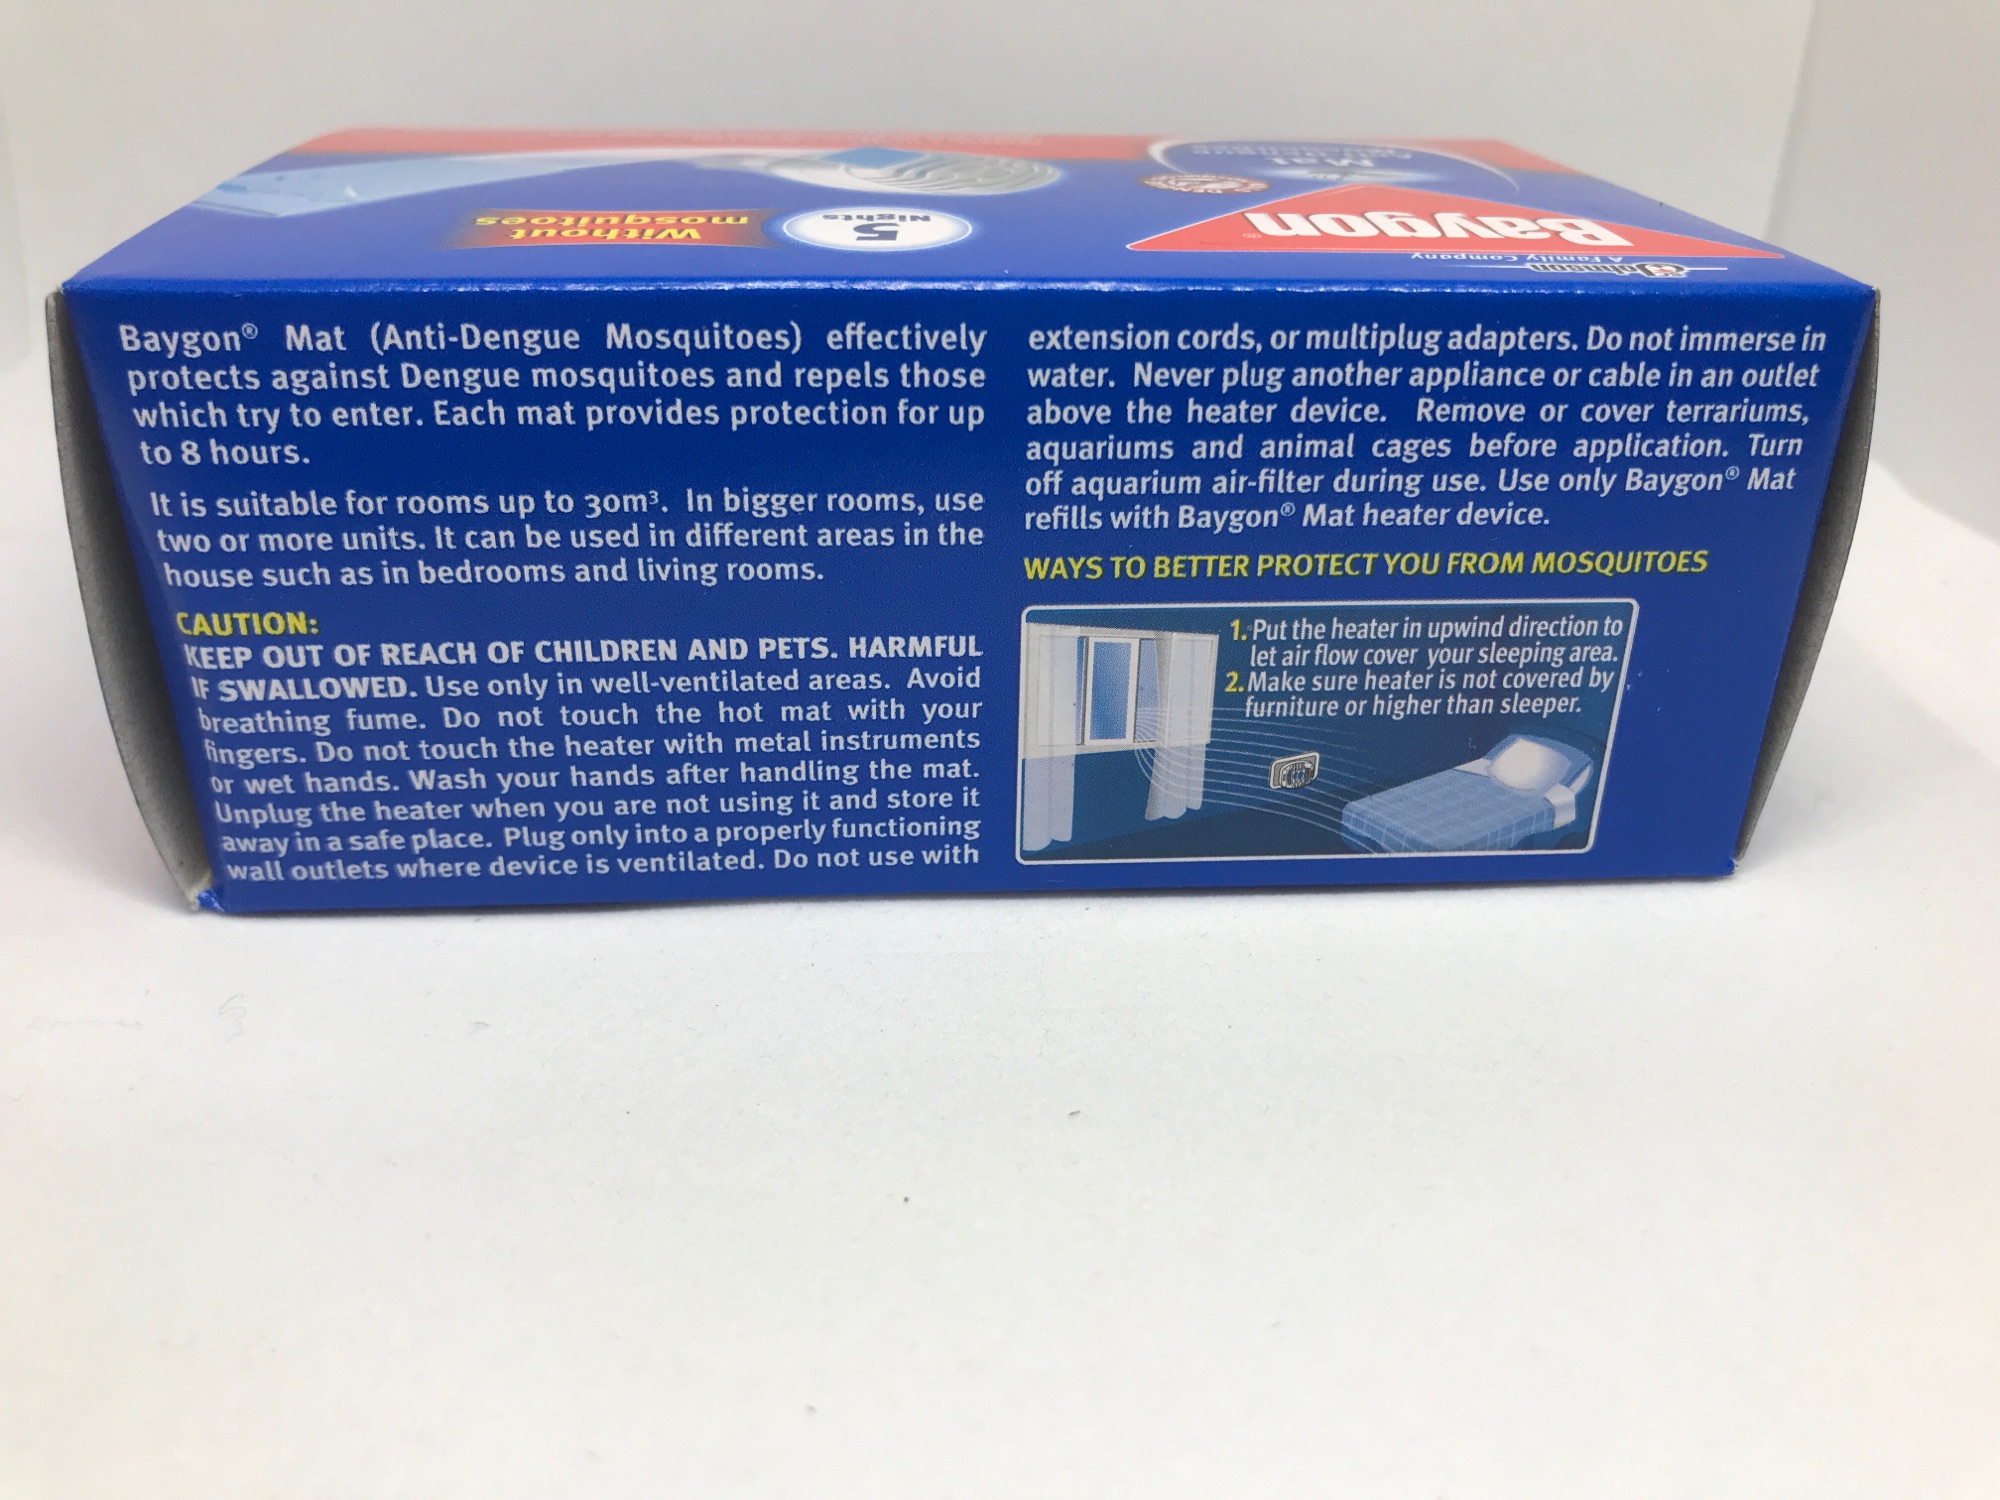 SC Johnson
A Family Company
Baygon®
Mat
5
Nights
Without
mosquitoes
Baygon® Mat (Anti-Dengue Mosquitoes) effectively
protects against Dengue mosquitoes and repels those
which try to enter. Each mat provides protection for up
to 8 hours.
It is suitable for rooms up to 30m³. In bigger rooms, use
two or more units. It can be used in different areas in the
house such as in bedrooms and living rooms.
CAUTION:
KEEP OUT OF REACH OF CHILDREN AND PETS. HARMFUL
IF SWALLOWED. Use only in well-ventilated areas. Avoid
breathing fume. Do not touch the hot mat with your
fingers. Do not touch the heater with metal instruments
or wet hands. Wash your hands after handling the mat.
Unplug the heater when you are not using it and store it
away in a safe place. Plug only into a properly functioning
wall outlets where device is ventilated. Do not use with
extension cords, or multiplug adapters. Do not immerse in
water. Never plug another appliance or cable in an outlet
above the heater device. Remove or cover terrariums,
aquariums and animal cages before application. Turn
off aquarium air-filter during use. Use only Baygon® Mat
refills with Baygon® Mat heater device.
WAYS TO BETTER PROTECT YOU FROM MOSQUITOES
1. Put the heater in upwind direction to
let air flow cover your sleeping area.
2. Make sure heater is not covered by
furniture or higher than sleeper.